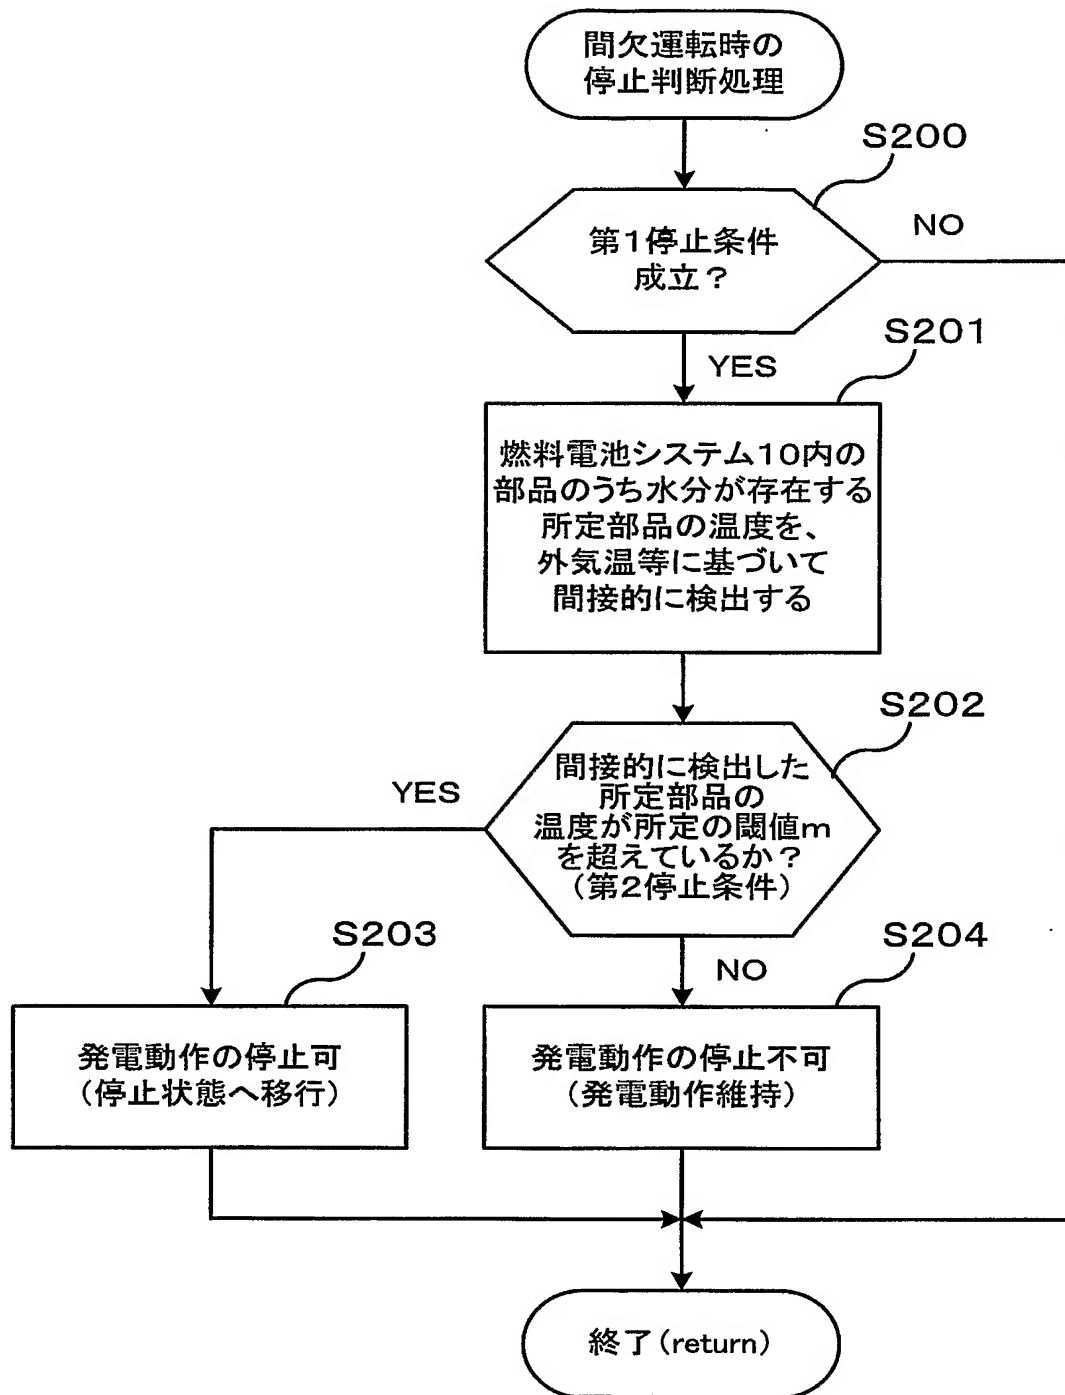 間欠運転時の
停止判断処理
S200
第1停止条件
成立？
NO
S201
YES
燃料電池システム10内の
部品のうち水分が存在する
所定部品の温度を、
外気温等に基づいて
間接的に検出する
S202
間接的に検出した
所定部品の
温度が所定の閾値m
を超えているか？
（第2停止条件）
YES
NO
S203
S204
発電動作の停止可
（停止状態へ移行）
発電動作の停止不可
（発電動作維持）
終了（return）